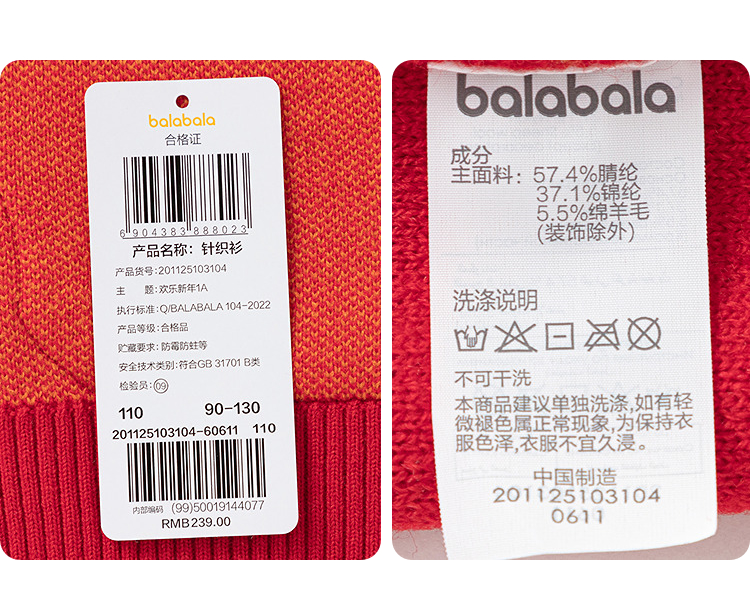 balabala
合格证
6904383888023
产品名称：针织衫
产品货号:201125103104
主 题:欢乐新年1A
执行标准:Q/BALABALA 104-2022
产品等级:合格品
贮藏要求:防霉防蛀等
安全技术类别:符合GB 31701 B类
检验员:09
110 90-130
201125103104-60611 110
内部编码 (99)50019144077
RMB239.00
balabala
成分
主面料: 57.4%腈纶
37.1%锦纶
5.5%绵羊毛
(装饰除外)
洗涤说明
不可干洗
本商品建议单独洗涤,如有轻
微褪色属正常现象,为保持衣
服色泽,衣服不宜久浸。
中国制造
201125103104
0611